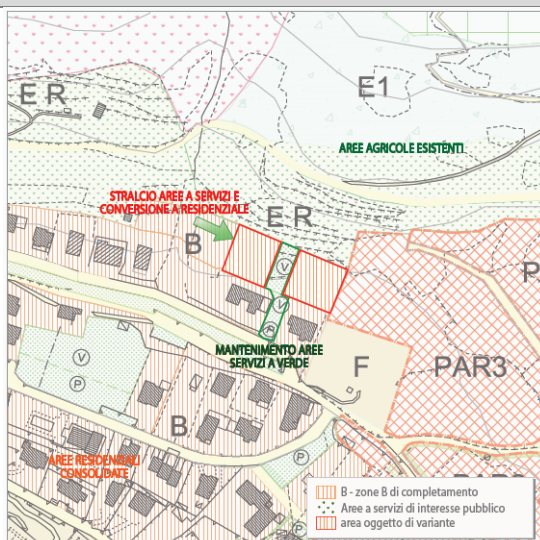 E R
E1
AREE AGRICOLE ESISTENTI
STRALCIO AREE A SERVIZI E
CONVERSIONE A RESIDENZIALE
E R
B
V
P
V
V
P
MANTENIMENTO AREE
SERVIZI A VERDE
F
PAR3
V
P
B
AREE RESIDENZIALI
CONSOLIDATE
P
P
B - zone B di completamento
Aree a servizi di interesse pubblico
area oggetto di variante